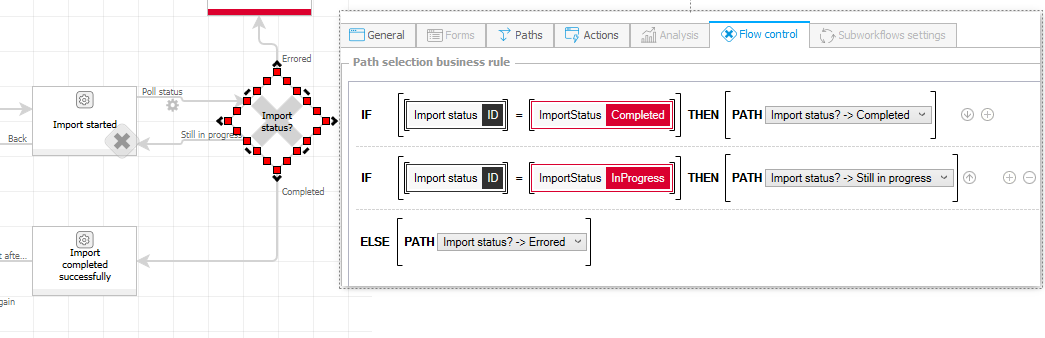 Errored
Poll status
Import started
Back
Still in progress
Import
status?
Completed
t afte...
Import
completed
successfully
gain
General
Forms
Paths
Actions
Analysis
Flow control
Subworkflows settings
Path selection business rule
IF Import status ID = ImportStatus Completed THEN PATH Import status? -> Completed
IF Import status ID = ImportStatus InProgress THEN PATH Import status? -> Still in progress
ELSE PATH Import status? -> Errored